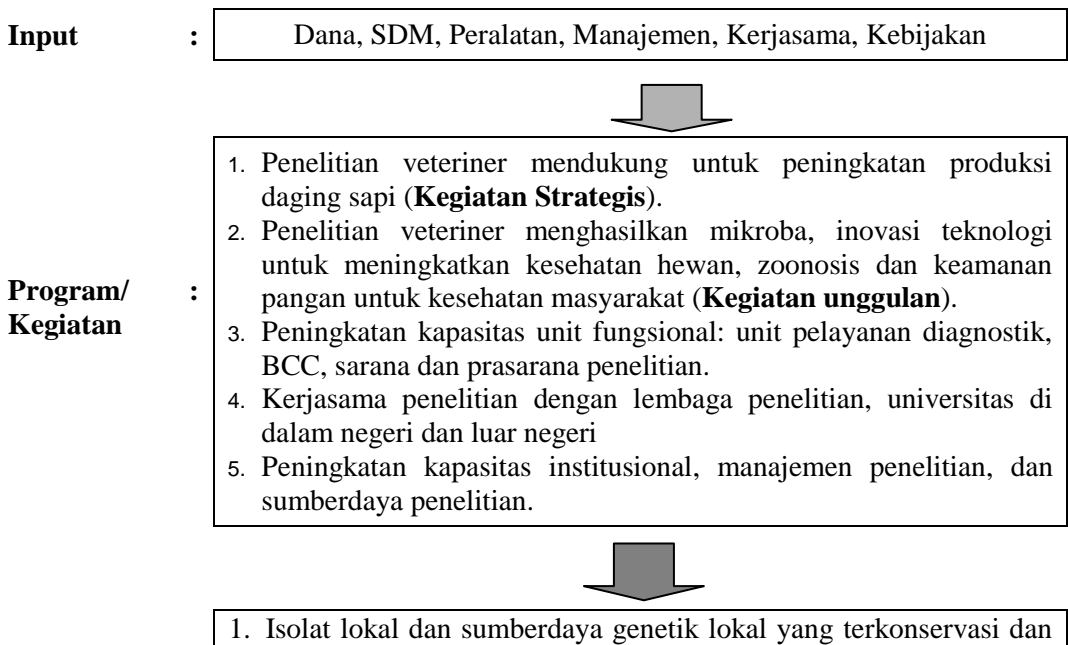 Input : Dana, SDM, Peralatan, Manajemen, Kerjasama, Kebijakan
Program/ Kegiatan :
1. Penelitian veteriner mendukung untuk peningkatan produksi
daging sapi (Kegiatan Strategis).
2. Penelitian veteriner menghasilkan mikroba, inovasi teknologi
untuk meningkatkan kesehatan hewan, zoonosis dan keamanan
pangan untuk kesehatan masyarakat (Kegiatan unggulan).
3. Peningkatan kapasitas unit fungsional: unit pelayanan diagnostik,
BCC, sarana dan prasarana penelitian.
4. Kerjasama penelitian dengan lembaga penelitian, universitas di
dalam negeri dan luar negeri
5. Peningkatan kapasitas institusional, manajemen penelitian, dan
sumberdaya penelitian.
1. Isolat lokal dan sumberdaya genetik lokal yang terkonservasi dan